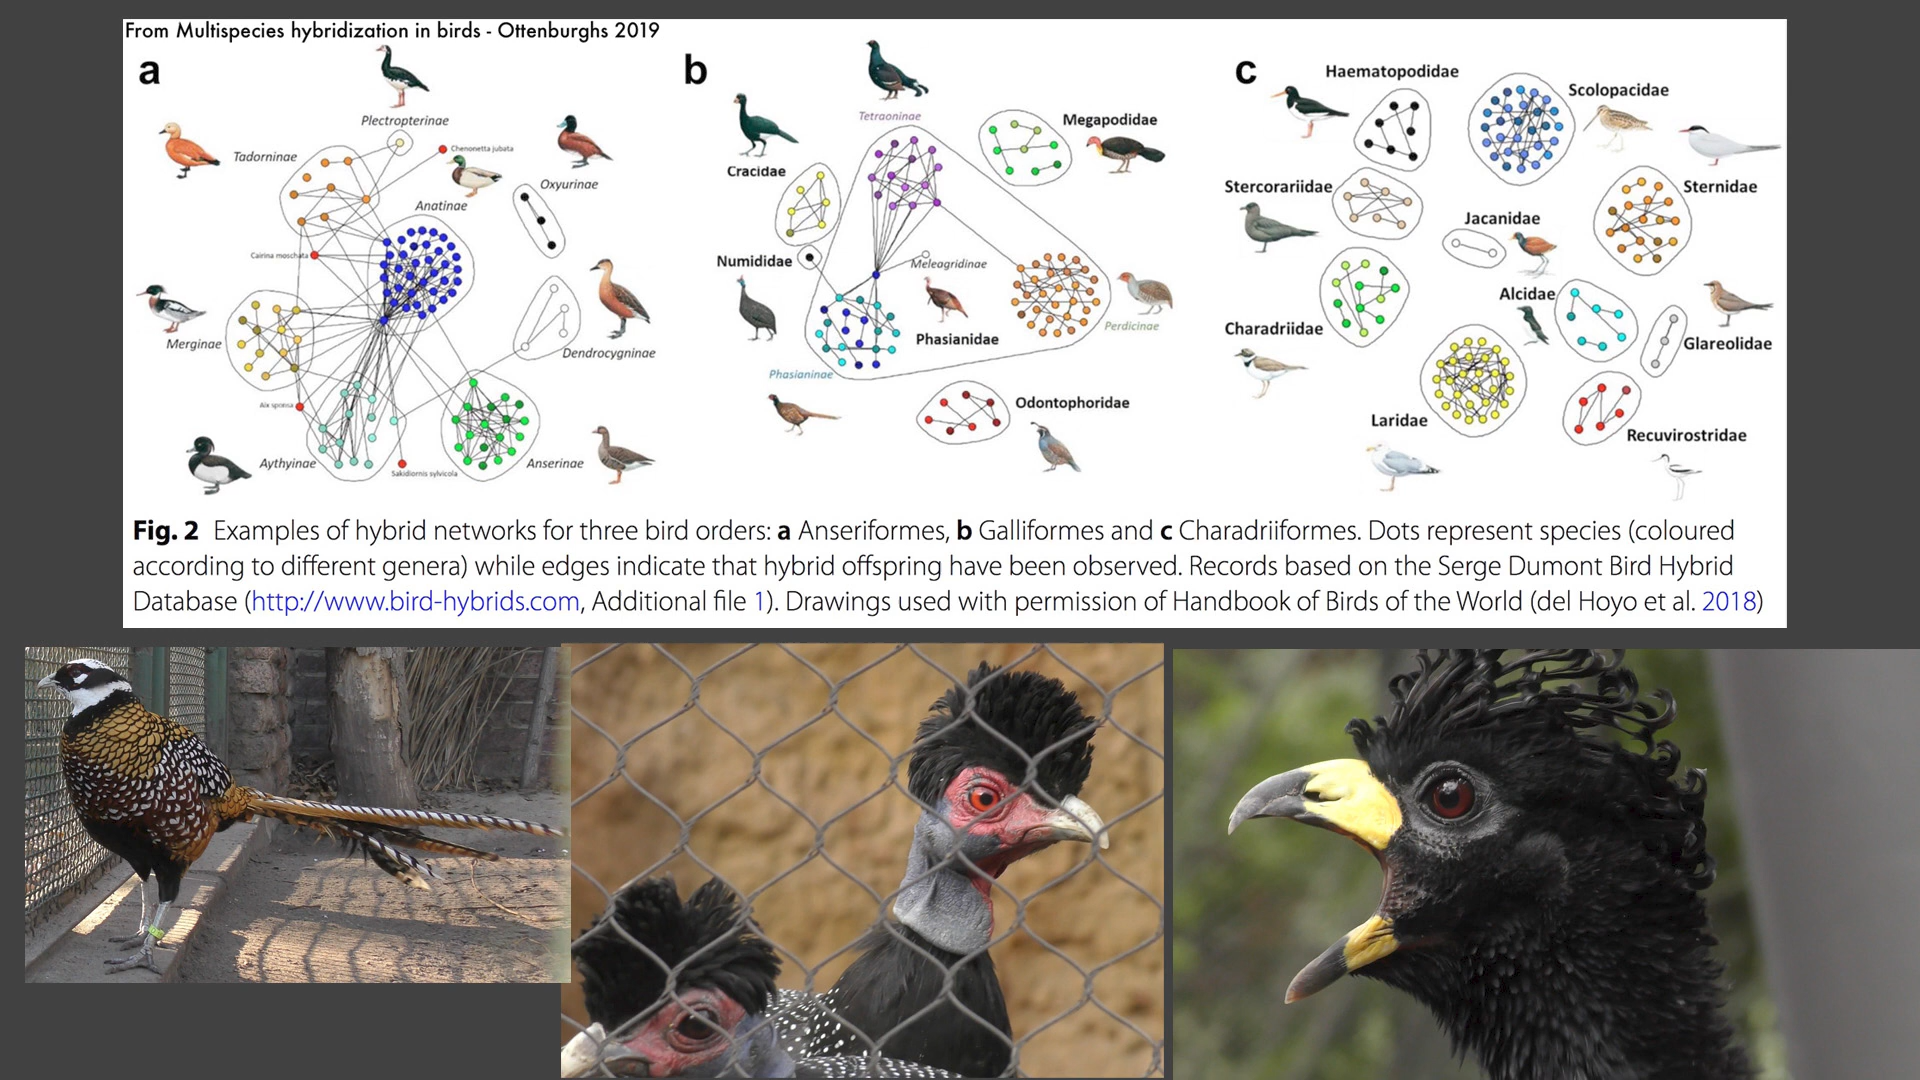 From Multispecies hybridization in birds - Ottenburghs 2019
a
Plectropterinae
Tadorninae
Chenonetta jubata
Oxyurinae
Anatinae
Cairina moschata
Merginae
Dendrocygninae
Aix sponsa
Aythyinae
Sakidiornis sylvicola
Anserinae
b
Tetraoninae
Megapodidae
Cracidae
Numididae
Meleagridinae
Perdicinae
Phasianidae
Phasianinae
Odontophoridae
c
Haematopodidae
Scolopacidae
Stercorariidae
Sternidae
Jacanidae
Alcidae
Charadriidae
Glareolidae
Laridae
Recuvirostridae
Fig. 2 Examples of hybrid networks for three bird orders: a Anseriformes, b Galliformes and c Charadriiformes. Dots represent species (coloured
according to different genera) while edges indicate that hybrid offspring have been observed. Records based on the Serge Dumont Bird Hybrid
Database (http://www.bird-hybrids.com, Additional file 1). Drawings used with permission of Handbook of Birds of the World (del Hoyo et al. 2018)